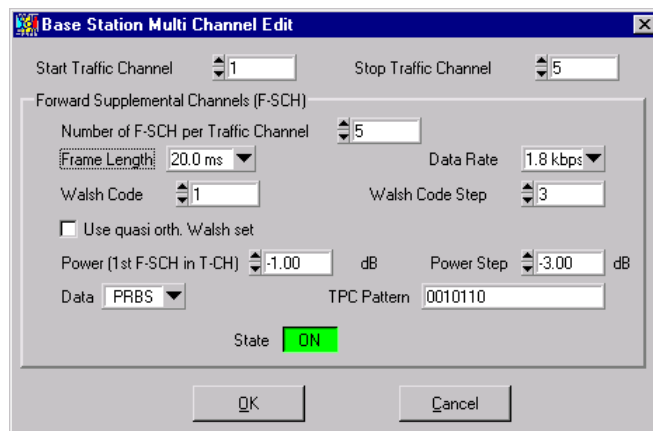 Base Station Multi Channel Edit
Start Traffic Channel 1 Stop Traffic Channel 5
Forward Supplemental Channels (F-SCH)
Number of F-SCH per Traffic Channel 5
Frame Length 20.0 ms Data Rate 1.8 kbps
Walsh Code 1 Walsh Code Step 3
Use quasi orth. Walsh set
Power (1st F-SCH in T-CH) -1.00 dB Power Step -3.00 dB
Data PRBS TPC Pattern 0010110
State ON
OK Cancel